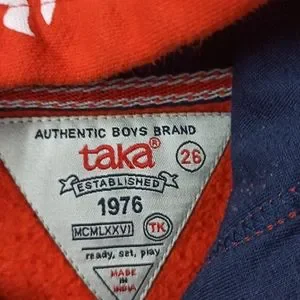 AUTHENTIC BOYS BRAND
taka®
26
ESTABLISHED
1976
MCMLXXVI
TK
ready, set, play
MADE
IN
INDIA